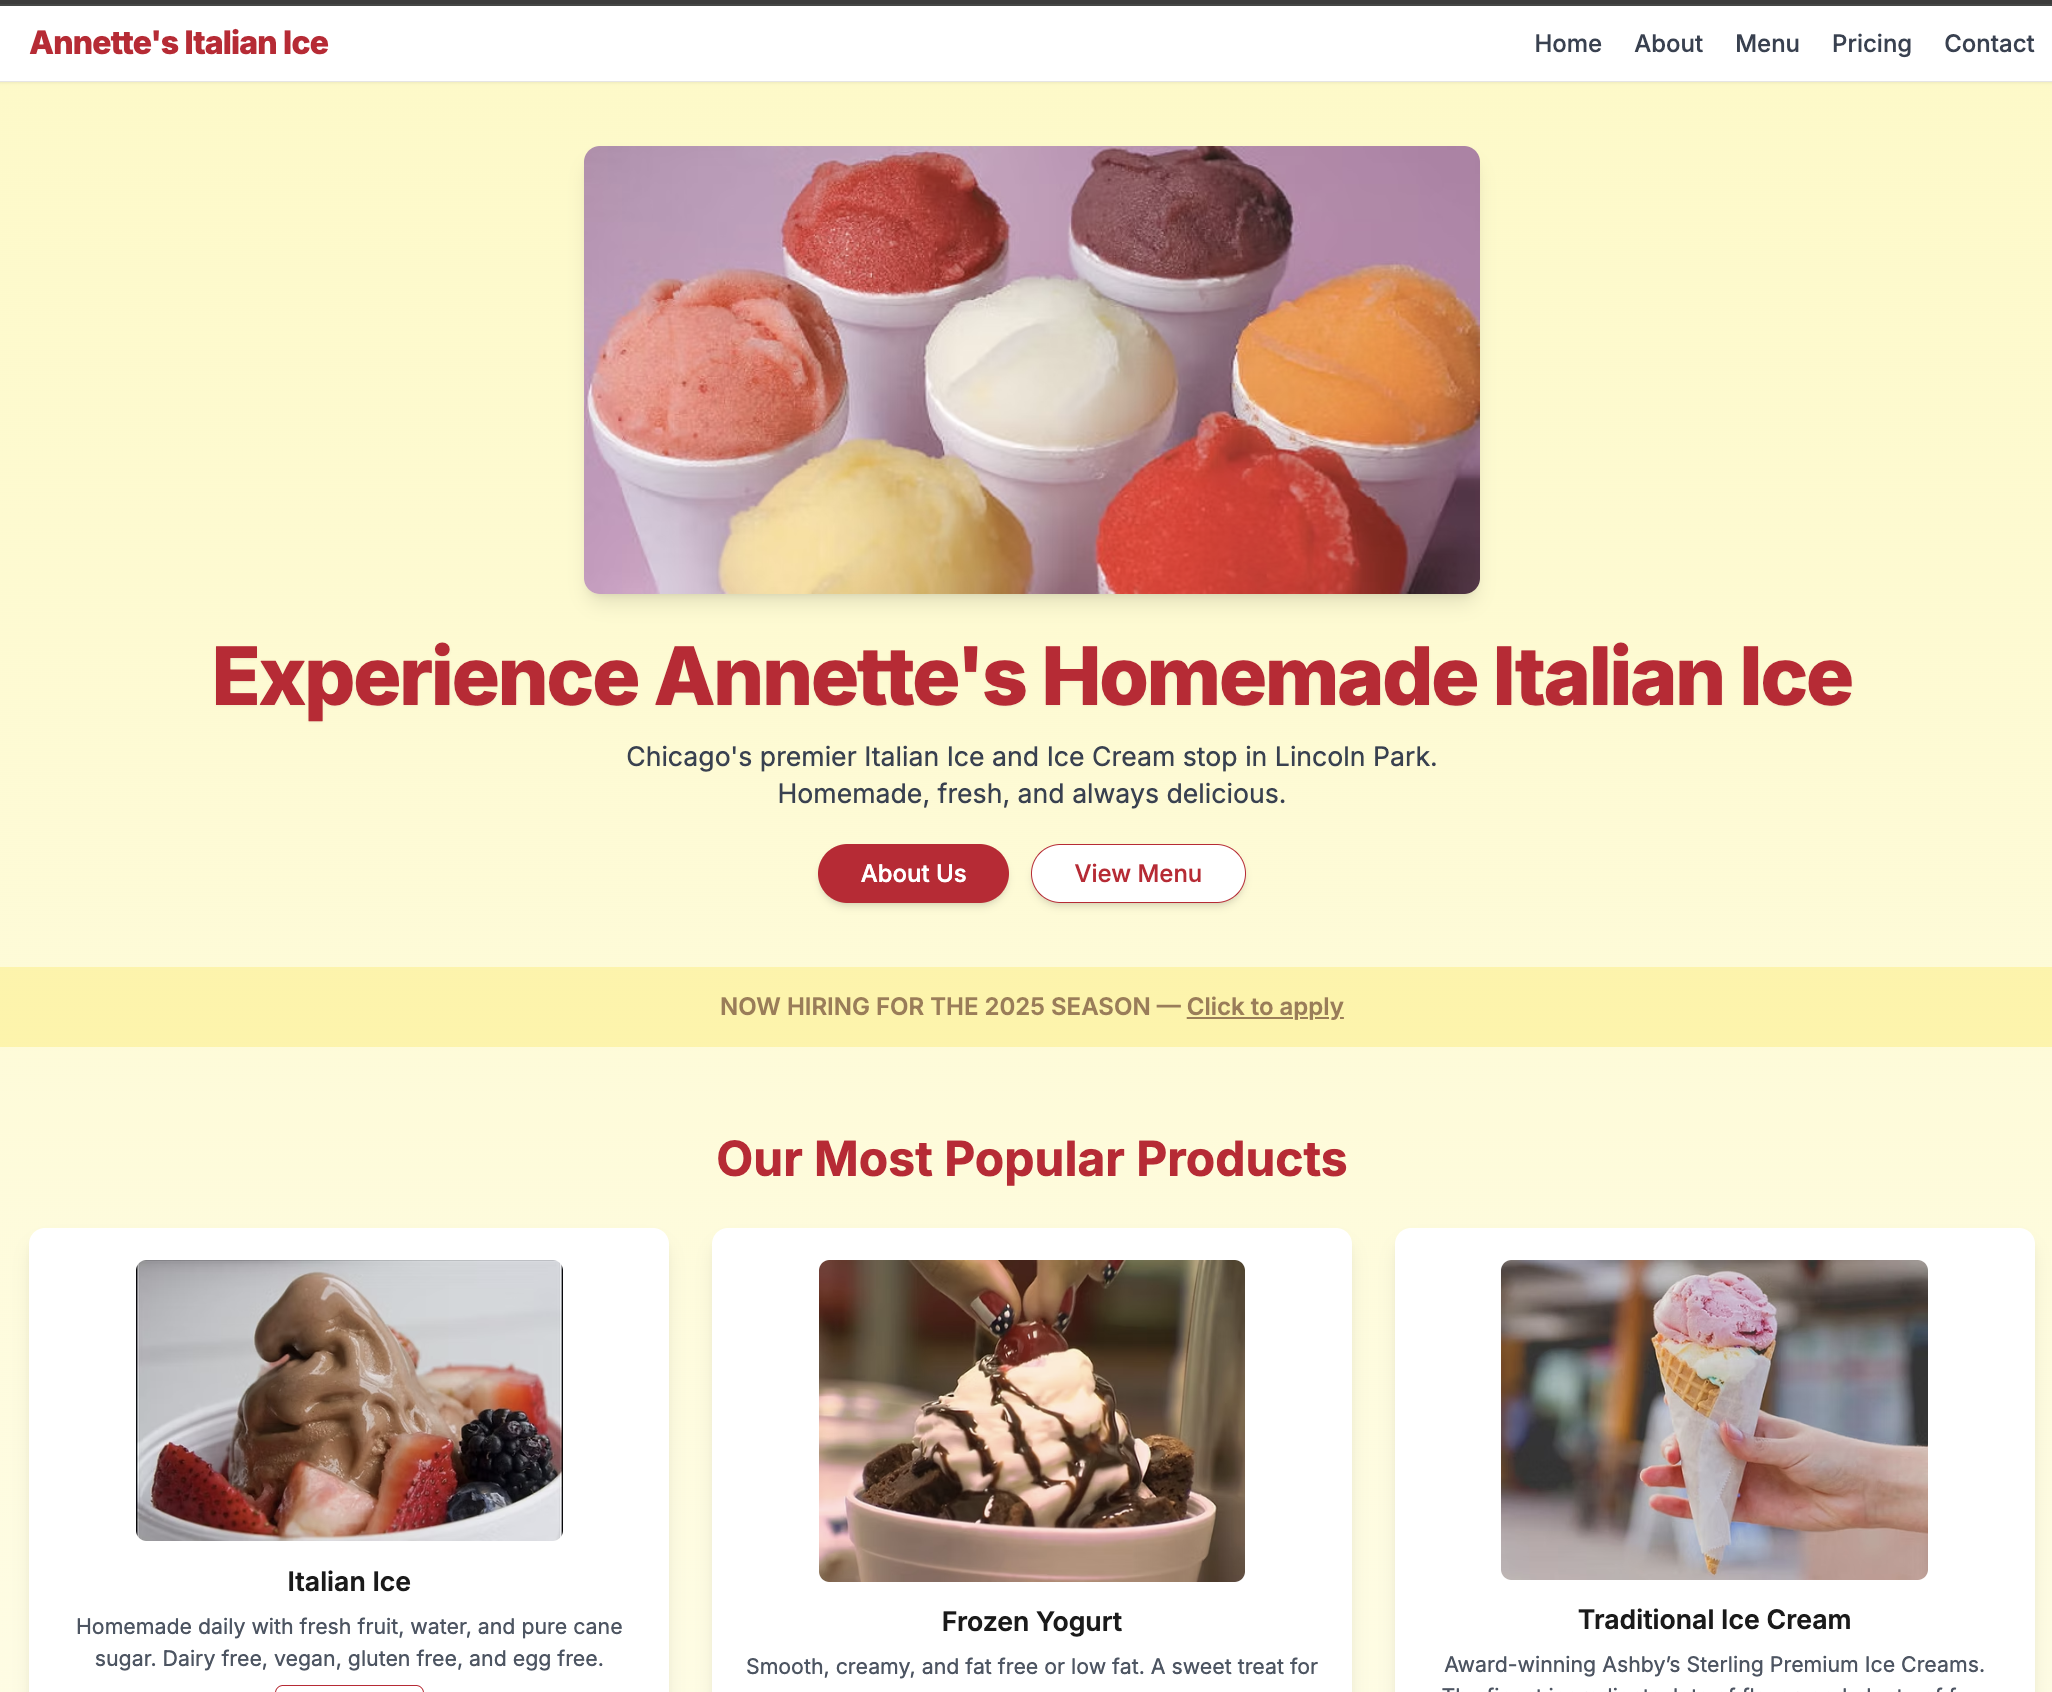 Annette's Italian Ice
Home About Menu Pricing Contact
Experience Annette's Homemade Italian Ice
Chicago's premier Italian Ice and Ice Cream stop in Lincoln Park.
Homemade, fresh, and always delicious.
About Us
View Menu
NOW HIRING FOR THE 2025 SEASON — Click to apply
Our Most Popular Products
Italian Ice
Homemade daily with fresh fruit, water, and pure cane
sugar. Dairy free, vegan, gluten free, and egg free.
Frozen Yogurt
Smooth, creamy, and fat free or low fat. A sweet treat for
Traditional Ice Cream
Award-winning Ashby’s Sterling Premium Ice Creams.